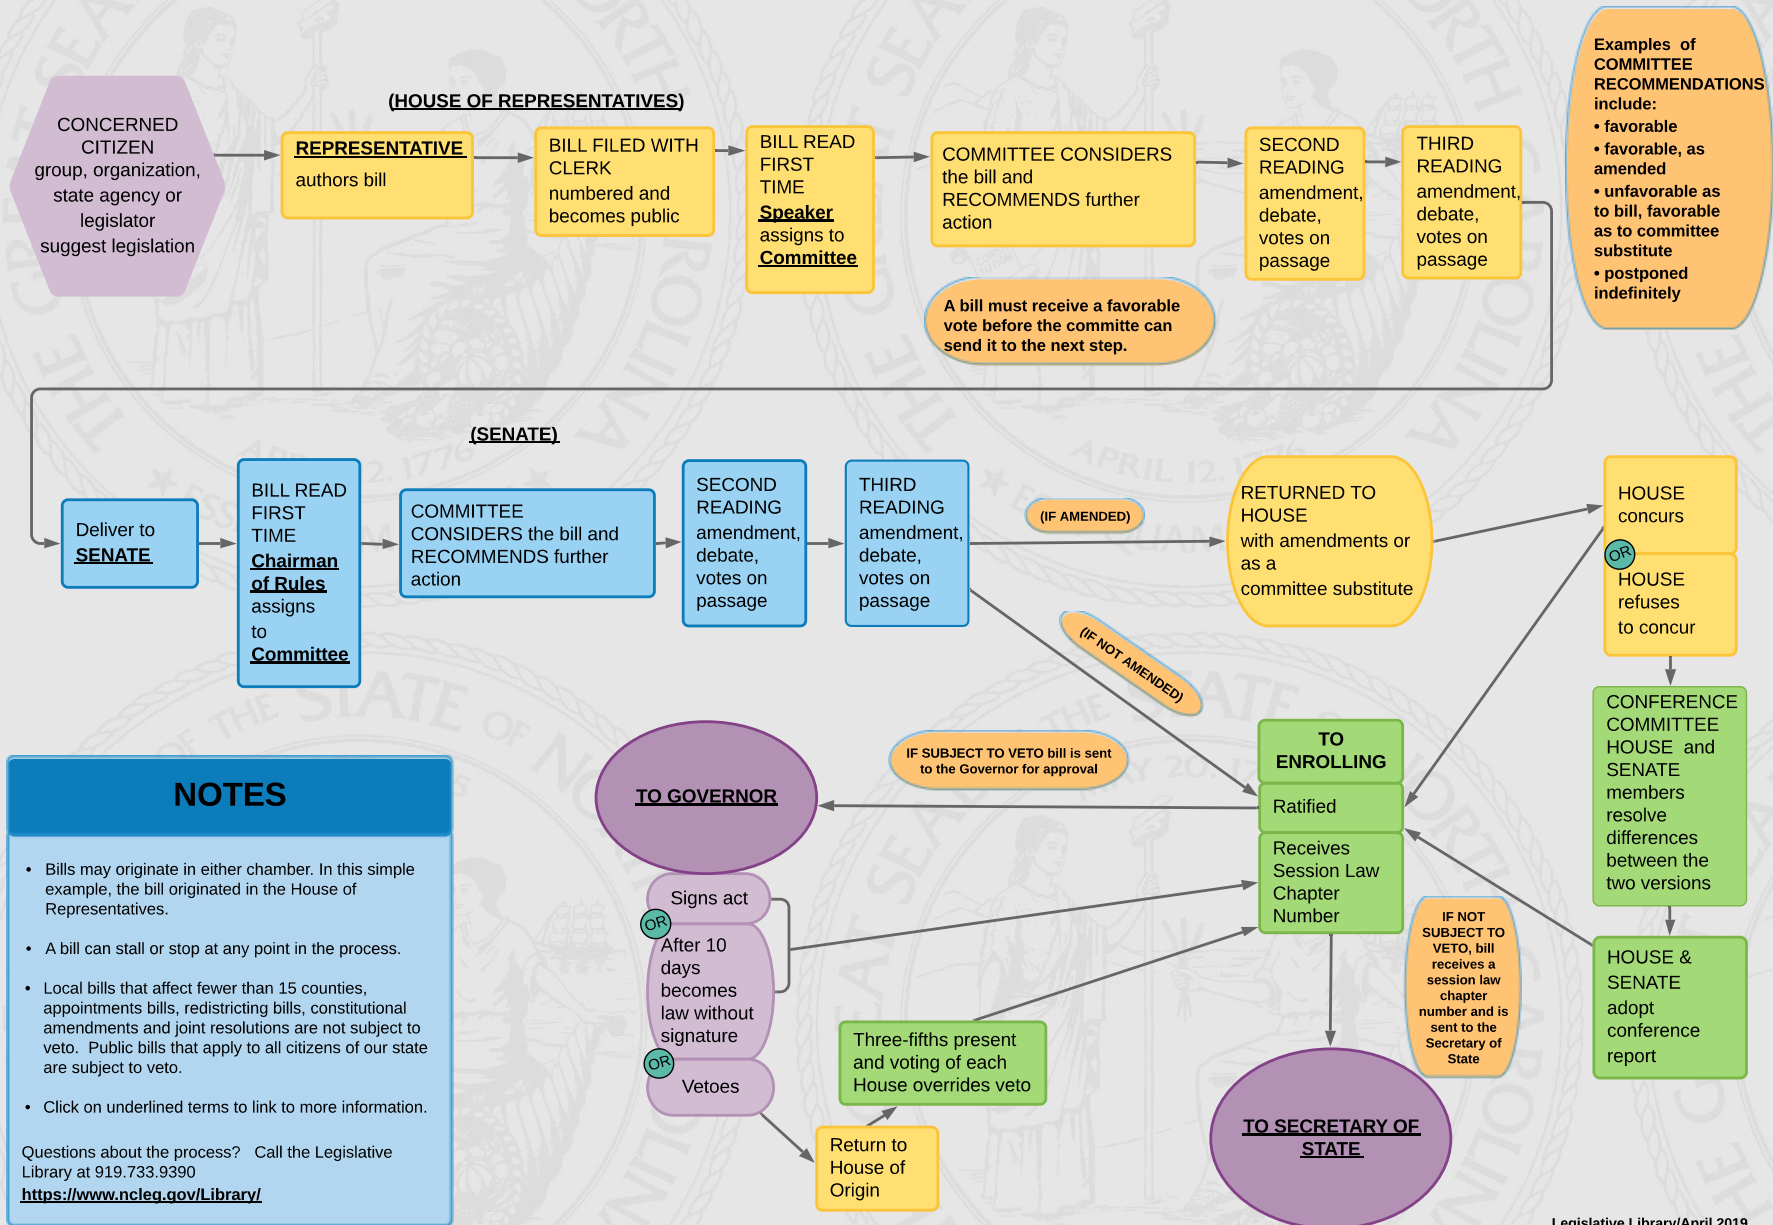 CONCERNED
CITIZEN
group, organization,
state agency or
legislator
suggest legislation
(HOUSE OF REPRESENTATIVES)
REPRESENTATIVE
authors bill
BILL FILED WITH
CLERK
numbered and
becomes public
BILL READ
FIRST
TIME
Speaker
assigns to
Committee
COMMITTEE CONSIDERS
the bill and
RECOMMENDS further
action
A bill must receive a favorable
vote before the committe can
send it to the next step.
SECOND
READING
amendment,
debate,
votes on
passage
THIRD
READING
amendment,
debate,
votes on
passage
Examples of
COMMITTEE
RECOMMENDATIONS
include:
• favorable
• favorable, as
amended
• unfavorable as
to bill, favorable
as to committee
substitute
• postponed
indefinitely
(SENATE)
Deliver to
SENATE
BILL READ
FIRST
TIME
Chairman
of Rules
assigns
to
Committee
COMMITTEE
CONSIDERS the bill and
RECOMMENDS further
action
SECOND
READING
amendment,
debate,
votes on
passage
THIRD
READING
amendment,
debate,
votes on
passage
(IF AMENDED)
(IF NOT AMENDED)
RETURNED TO
HOUSE
with amendments or
as a
committee substitute
HOUSE
concurs
OR
HOUSE
refuses
to concur
CONFERENCE
COMMITTEE
HOUSE and
SENATE
members
resolve
differences
between the
two versions
HOUSE &
SENATE
adopt
conference
report
TO
ENROLLING
Ratified
Receives
Session Law
Chapter
Number
IF SUBJECT TO VETO bill is sent
to the Governor for approval
IF NOT
SUBJECT TO
VETO, bill
receives a
session law
chapter
number and is
sent to the
Secretary of
State
TO GOVERNOR
Signs act
OR
After 10
days
becomes
law without
signature
OR
Vetoes
Return to
House of
Origin
Three-fifths present
and voting of each
House overrides veto
TO SECRETARY OF
STATE
NOTES
• Bills may originate in either chamber. In this simple
example, the bill originated in the House of
Representatives.
• A bill can stall or stop at any point in the process.
• Local bills that affect fewer than 15 counties,
appointments bills, redistricting bills, constitutional
amendments and joint resolutions are not subject to
veto. Public bills that apply to all citizens of our state
are subject to veto.
• Click on underlined terms to link to more information.
Questions about the process? Call the Legislative
Library at 919.733.9390
https://www.ncleg.gov/Library/
Legislative Library/April 2019